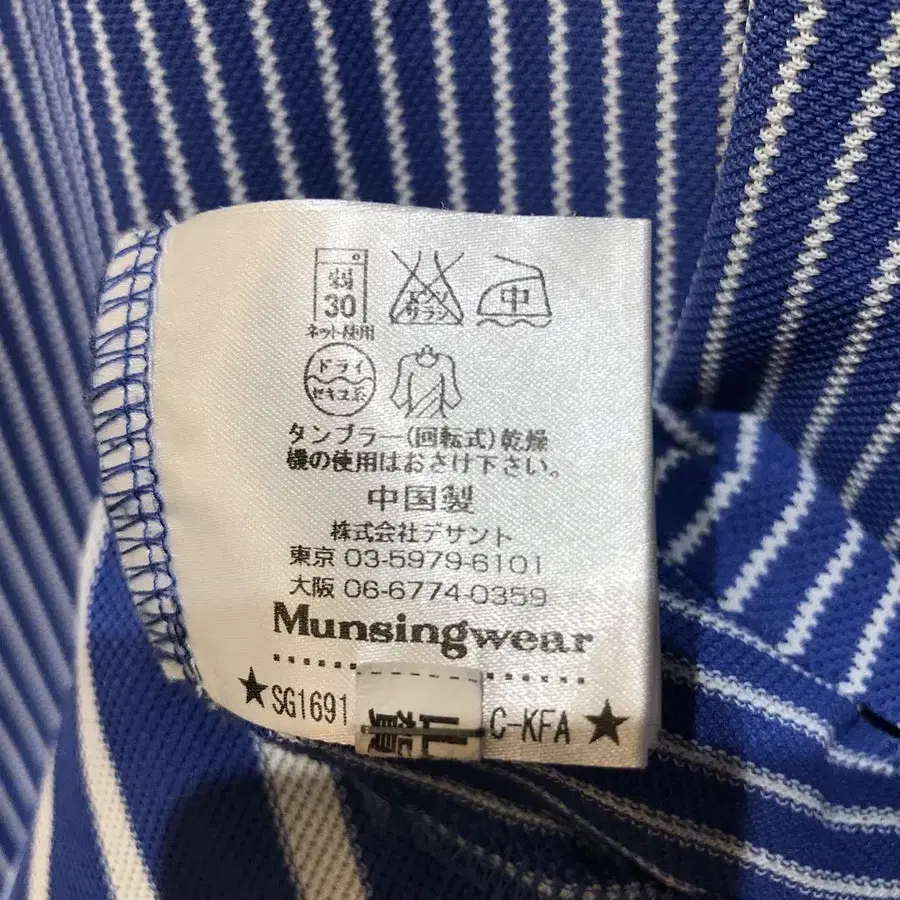 弱
30
ネット使用
エンソ
サラシ
中
ドライ
セキユ系
タンブラー(回転式)乾燥
機の使用はおさけ下さい。
中国製
株式会社デサント
東京 03-5979-6101
大阪 06-6774-0359
Munsingwear
★SG1691
C-KFA★